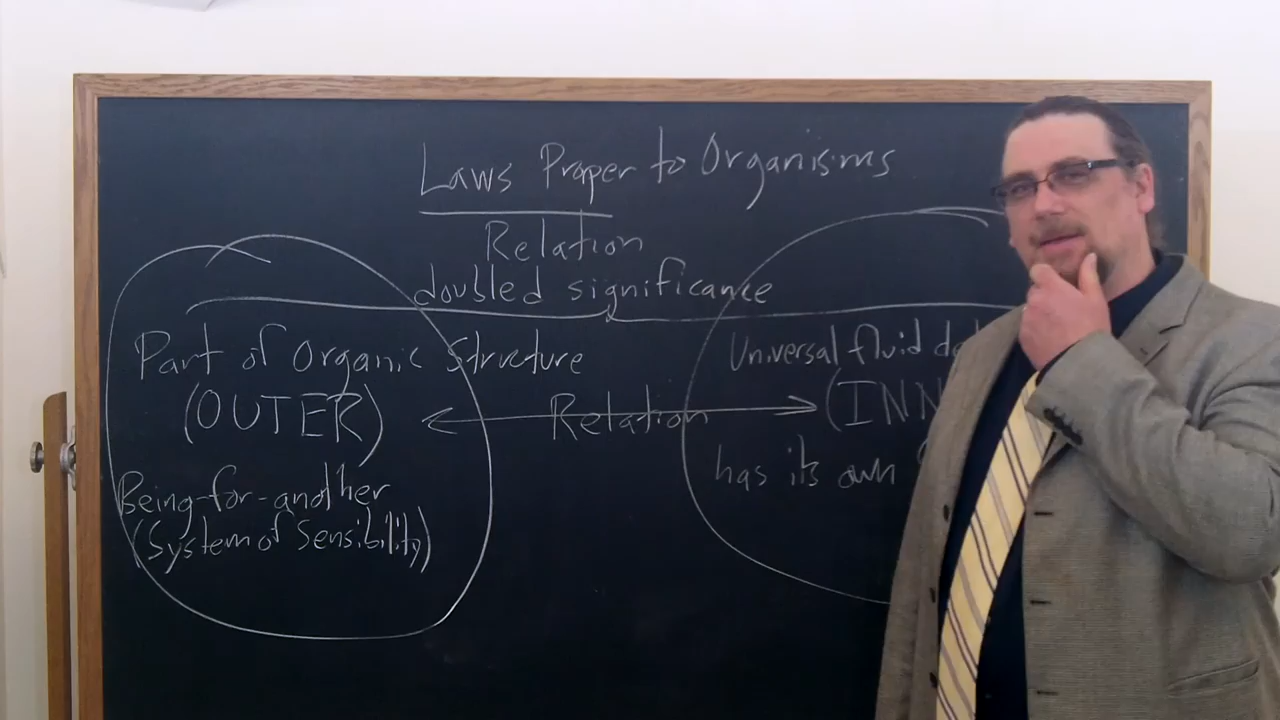 Laws Proper to Organisms
Relation
doubled significance
Part of Organic Structure
(OUTER)
Being-for-another
(System of Sensibility)
Relation
Universal fluid
(INN
has its own